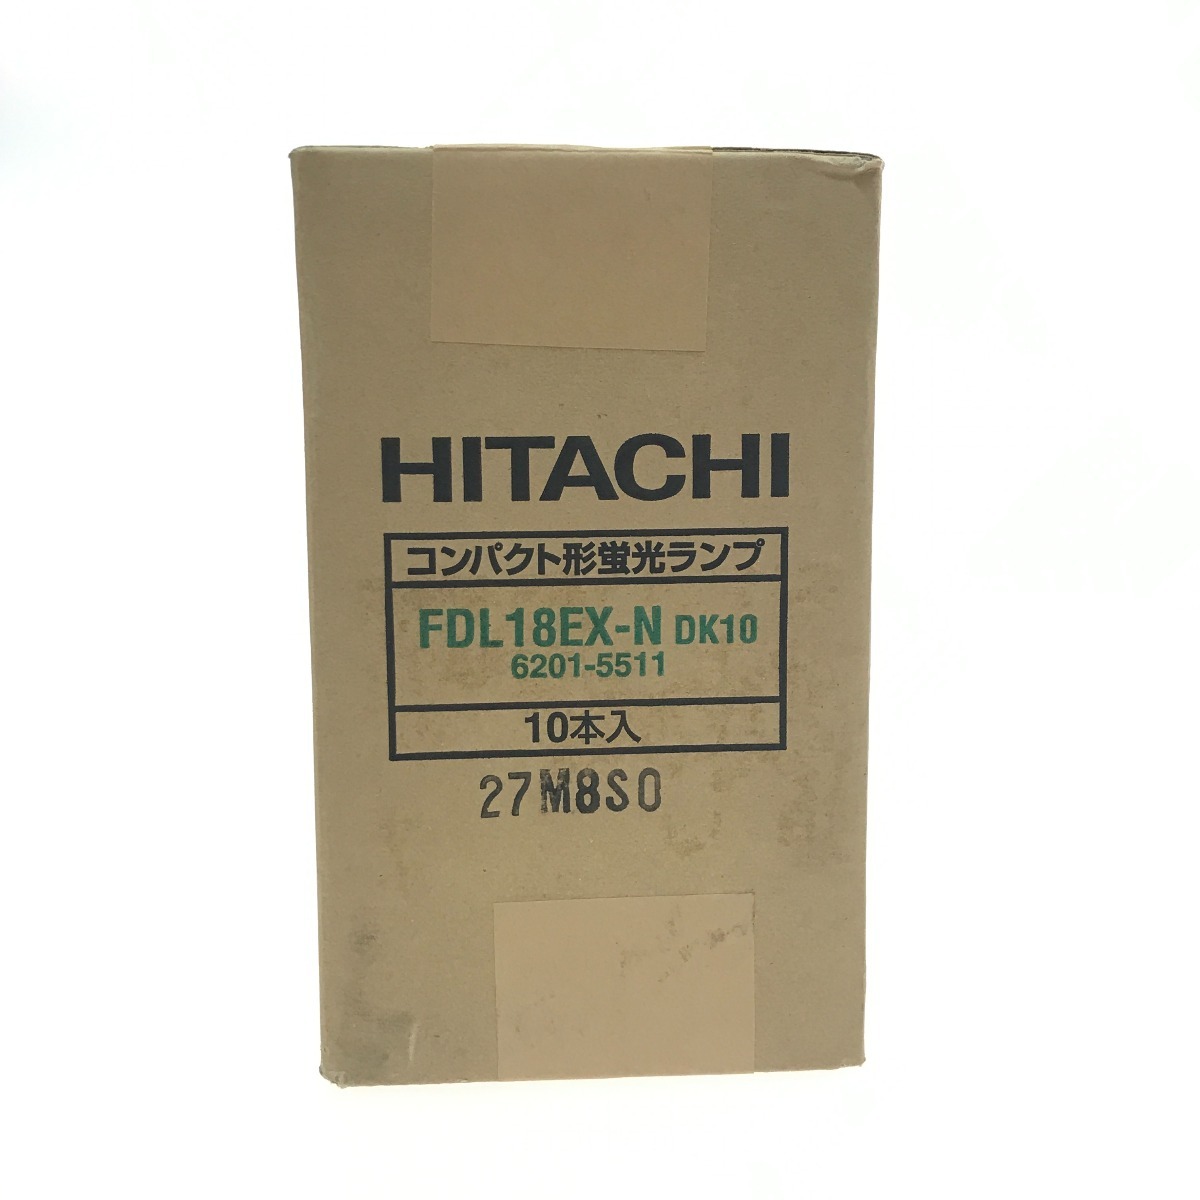 HITACHI
コンパクト形蛍光ランプ
FDL18EX-N DK10
6201-5511
10本入
27M8S0